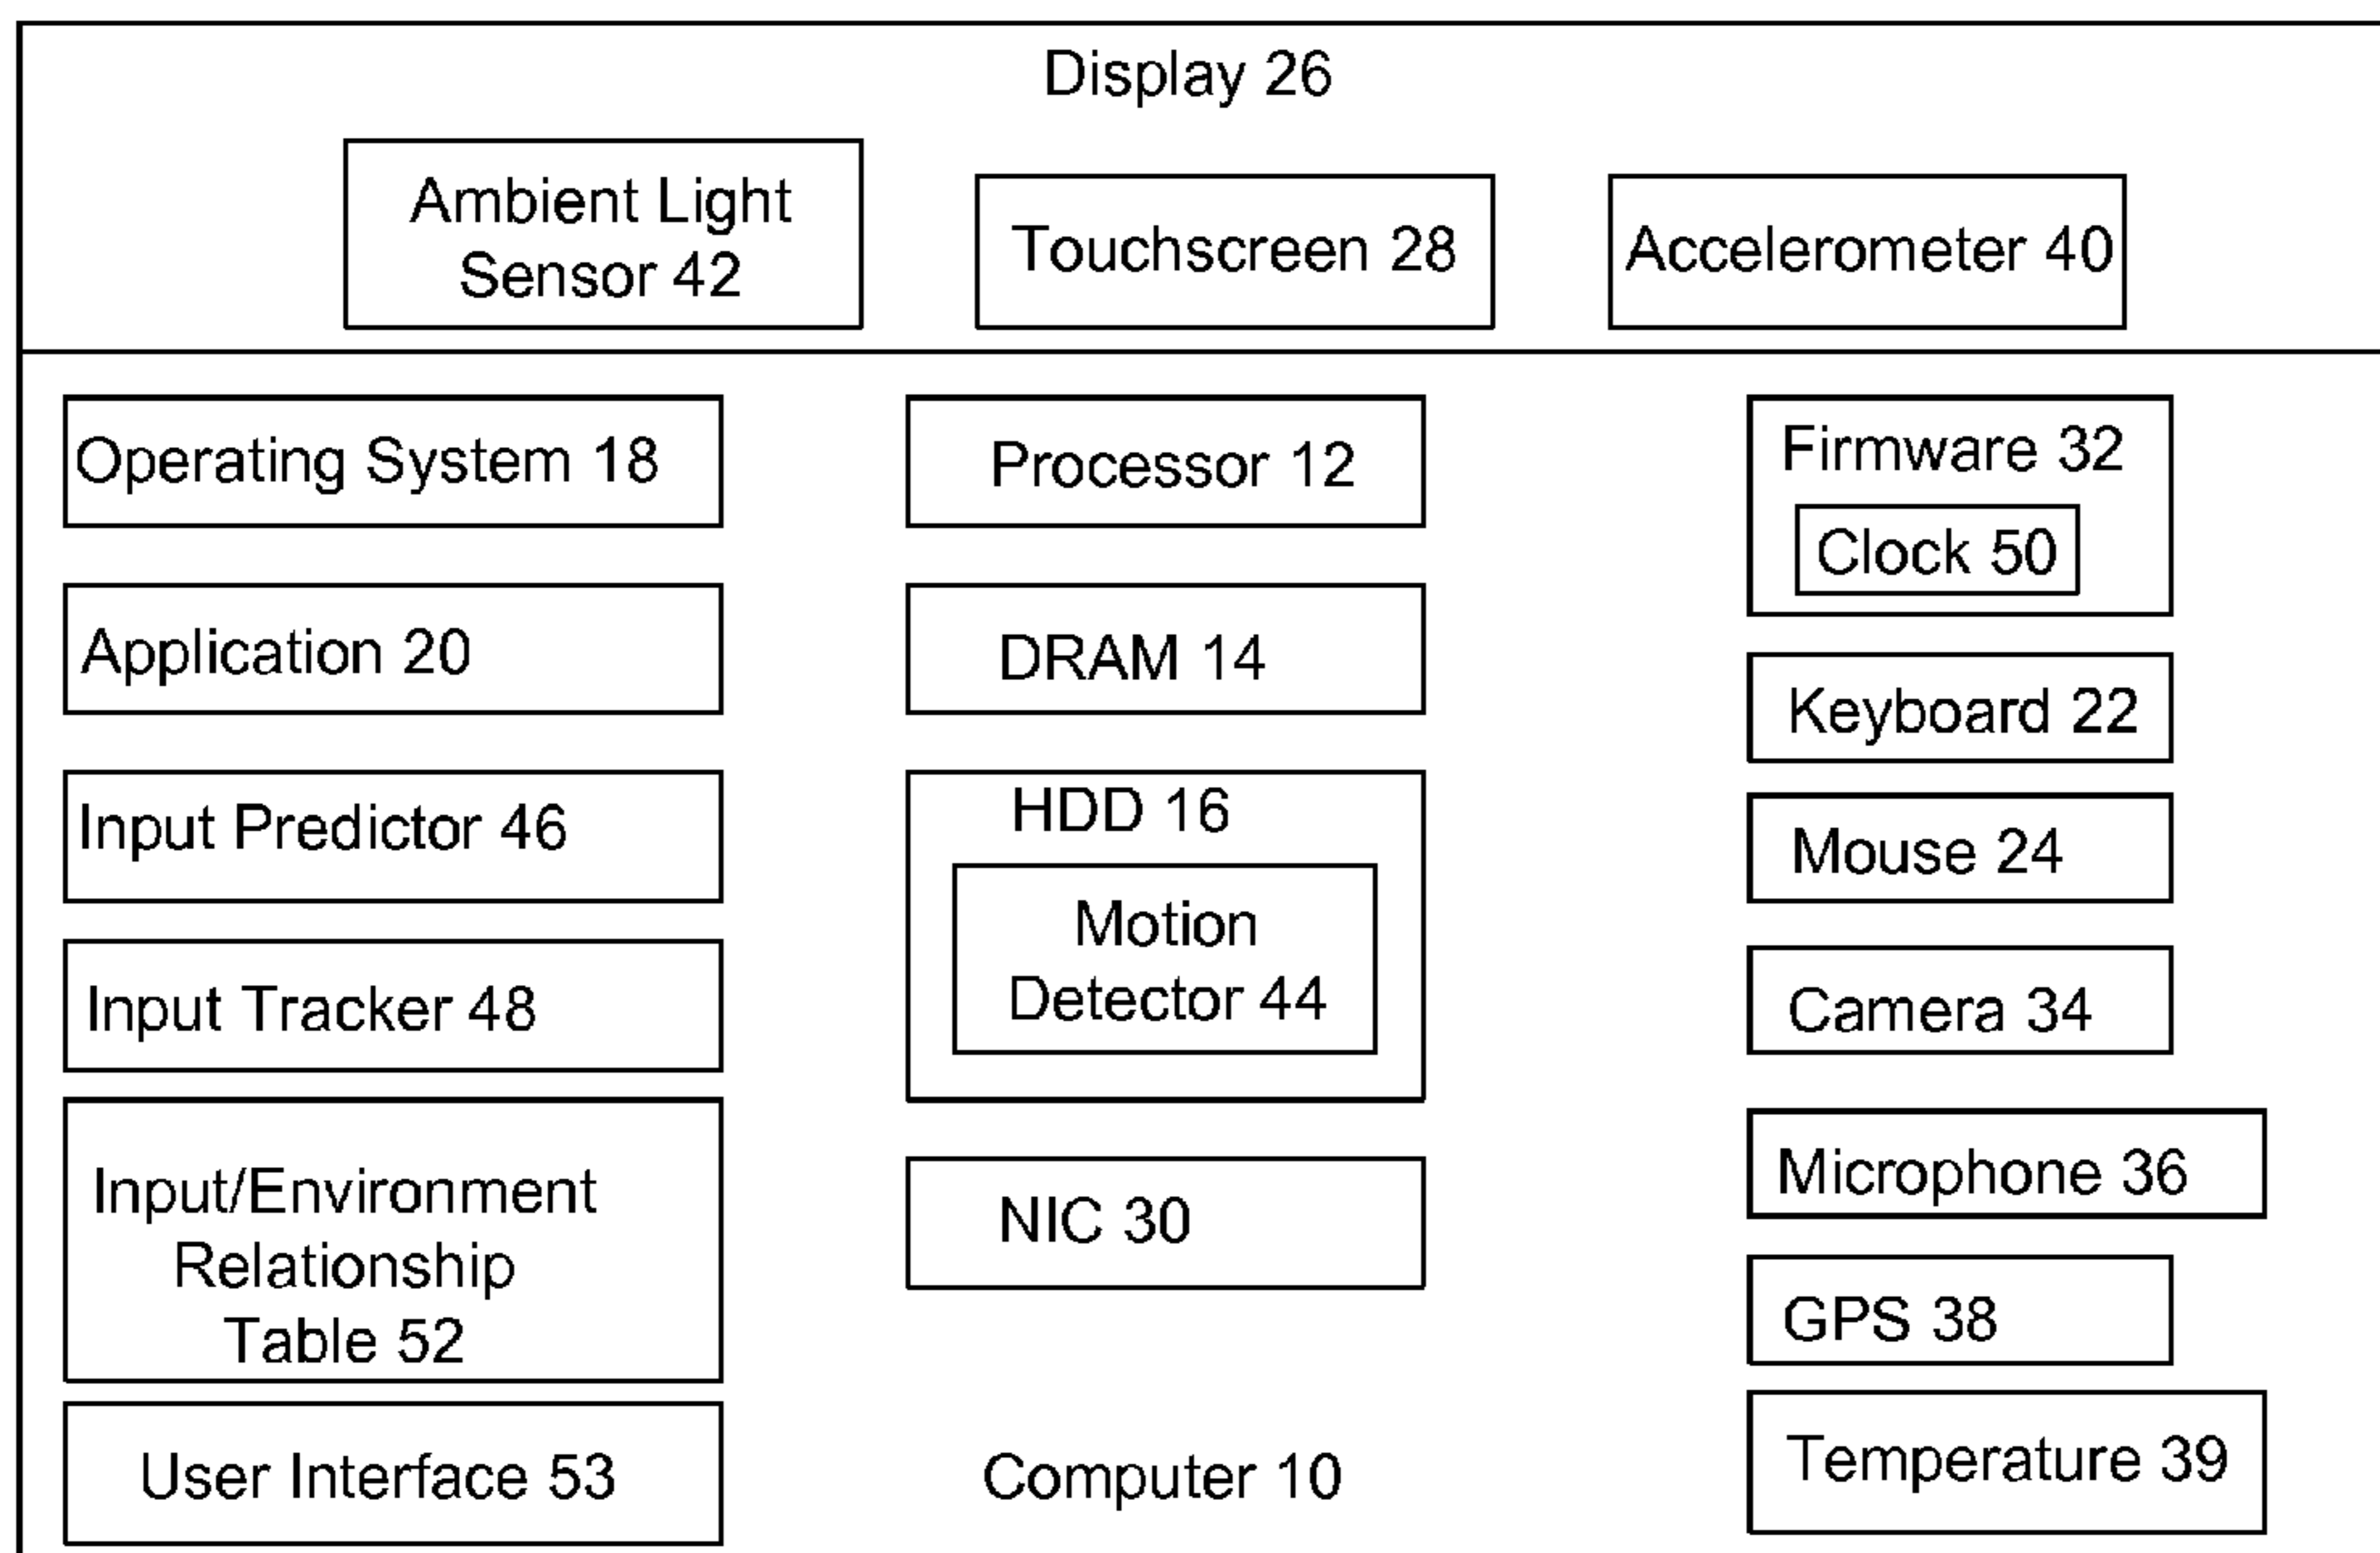 Display 26
Ambient Light
Sensor 42
Touchscreen 28
Accelerometer 40
Operating System 18
Application 20
Input Predictor 46
Input Tracker 48
Input/Environment
Relationship
Table 52
User Interface 53
Processor 12
DRAM 14
HDD 16
Motion
Detector 44
NIC 30
Computer 10
Firmware 32
Clock 50
Keyboard 22
Mouse 24
Camera 34
Microphone 36
GPS 38
Temperature 39